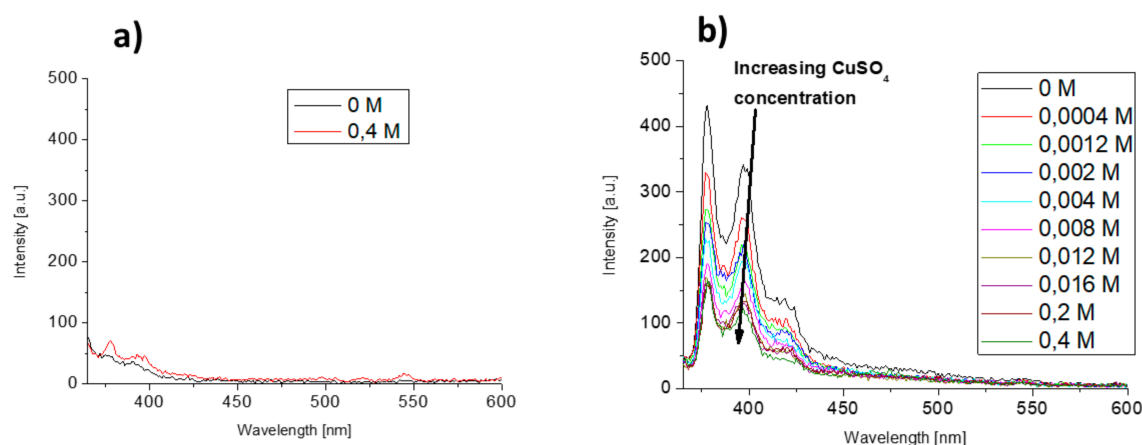 a)
500
400
300
200
100
0
Intensity [a.u.]
0 M
0,4 M
400
450
500
550
600
Wavelength [nm]
b)
500
400
300
200
100
0
Intensity [a.u.]
Increasing CuSO₄
concentration
0 M
0,0004 M
0,0012 M
0,002 M
0,004 M
0,008 M
0,012 M
0,016 M
0,2 M
0,4 M
400
450
500
550
600
Wavelength [nm]